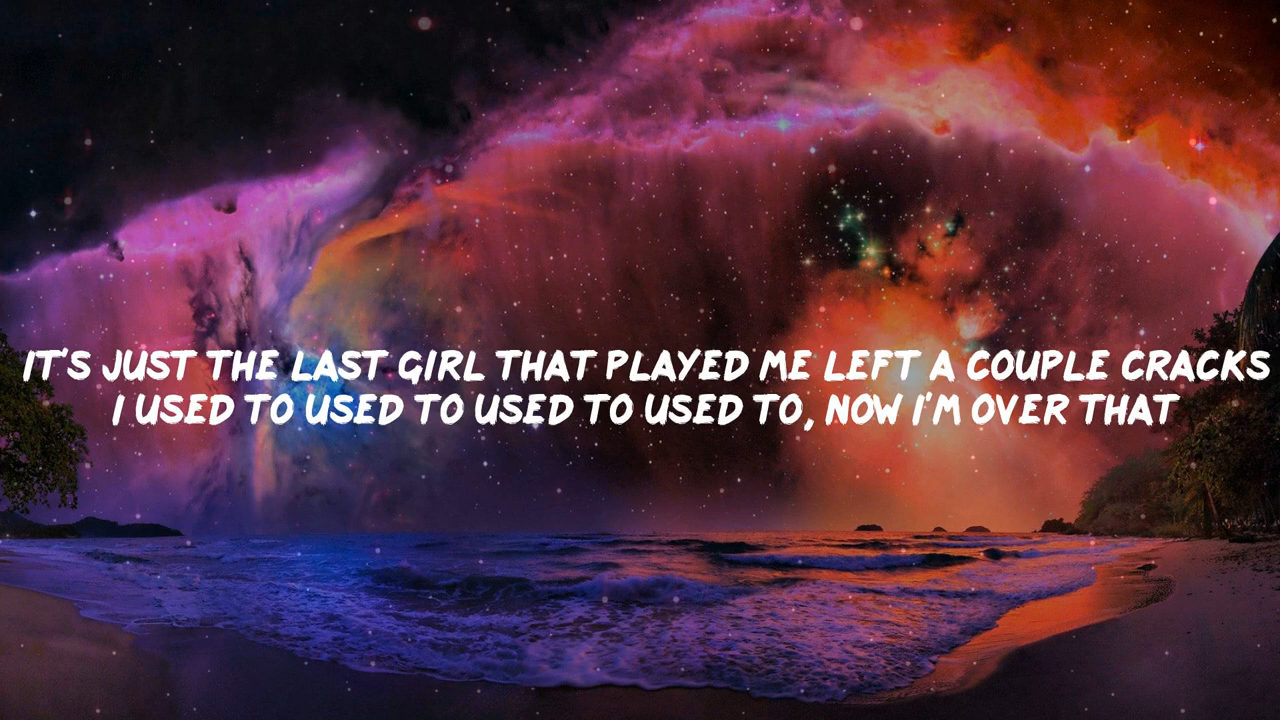 IT'S JUST THE LAST GIRL THAT PLAYED ME LEFT A COUPLE CRACKS
I USED TO USED TO USED TO USED TO, NOW I'M OVER THAT